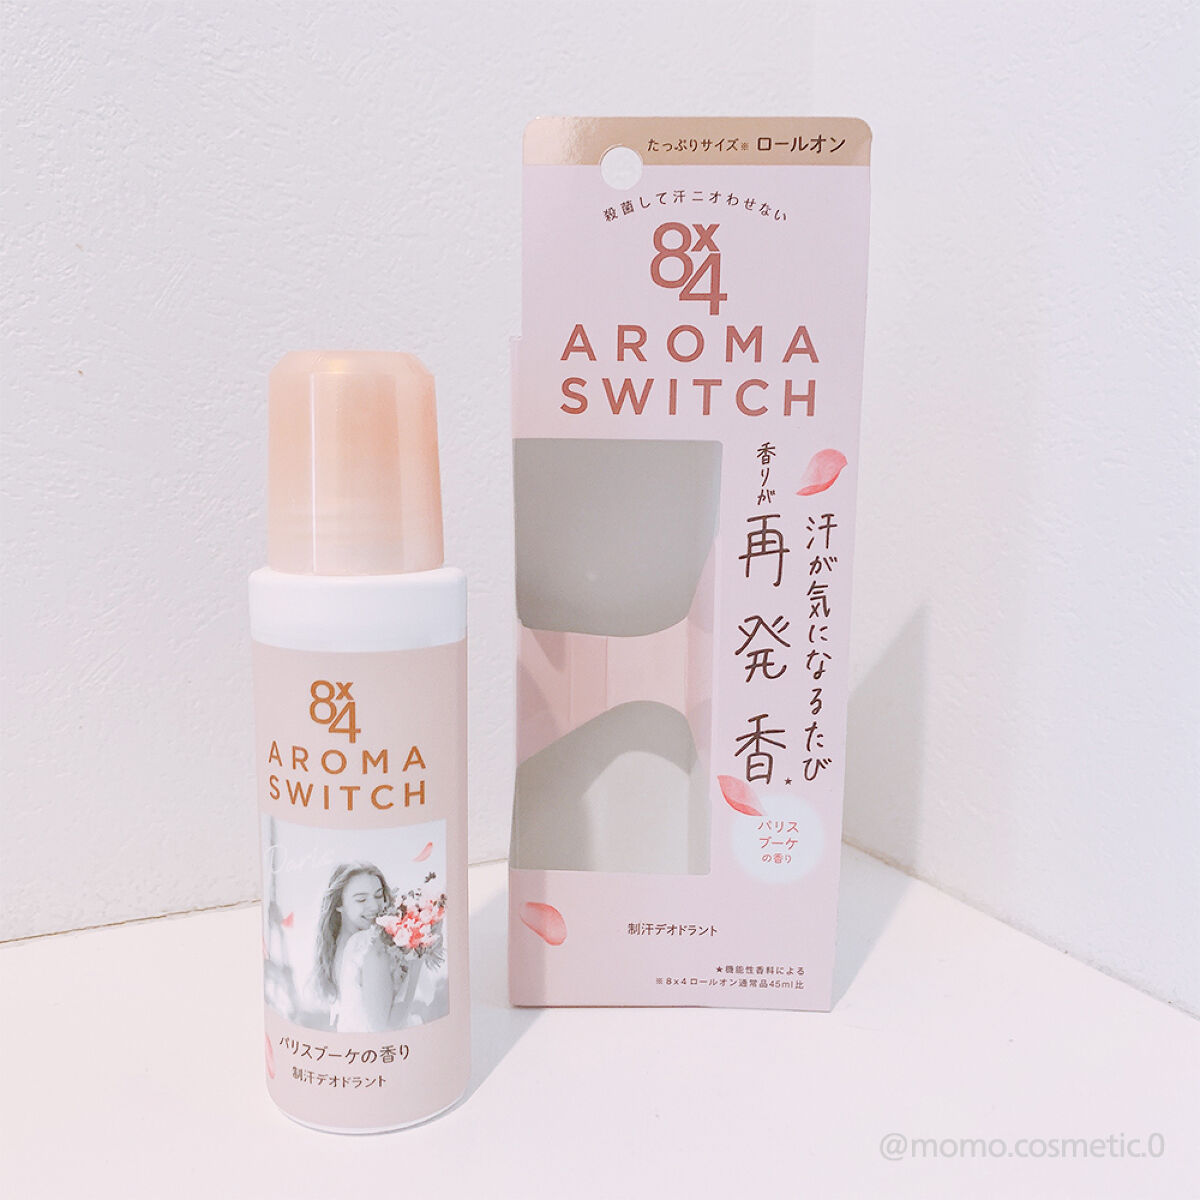 たっぷりサイズ※ ロールオン
殺菌して汗ニオわせない
8x4
AROMA
SWITCH
汗が気になるたび
香りが
再発香★
パリス
ブーケ
の香り
制汗デオドラント
★機能性香料による
※8x4ロールオン通常品45ml比
8x4
AROMA
SWITCH
Paris
パリスブーケの香り
制汗デオドラント
@momo.cosmetic.0